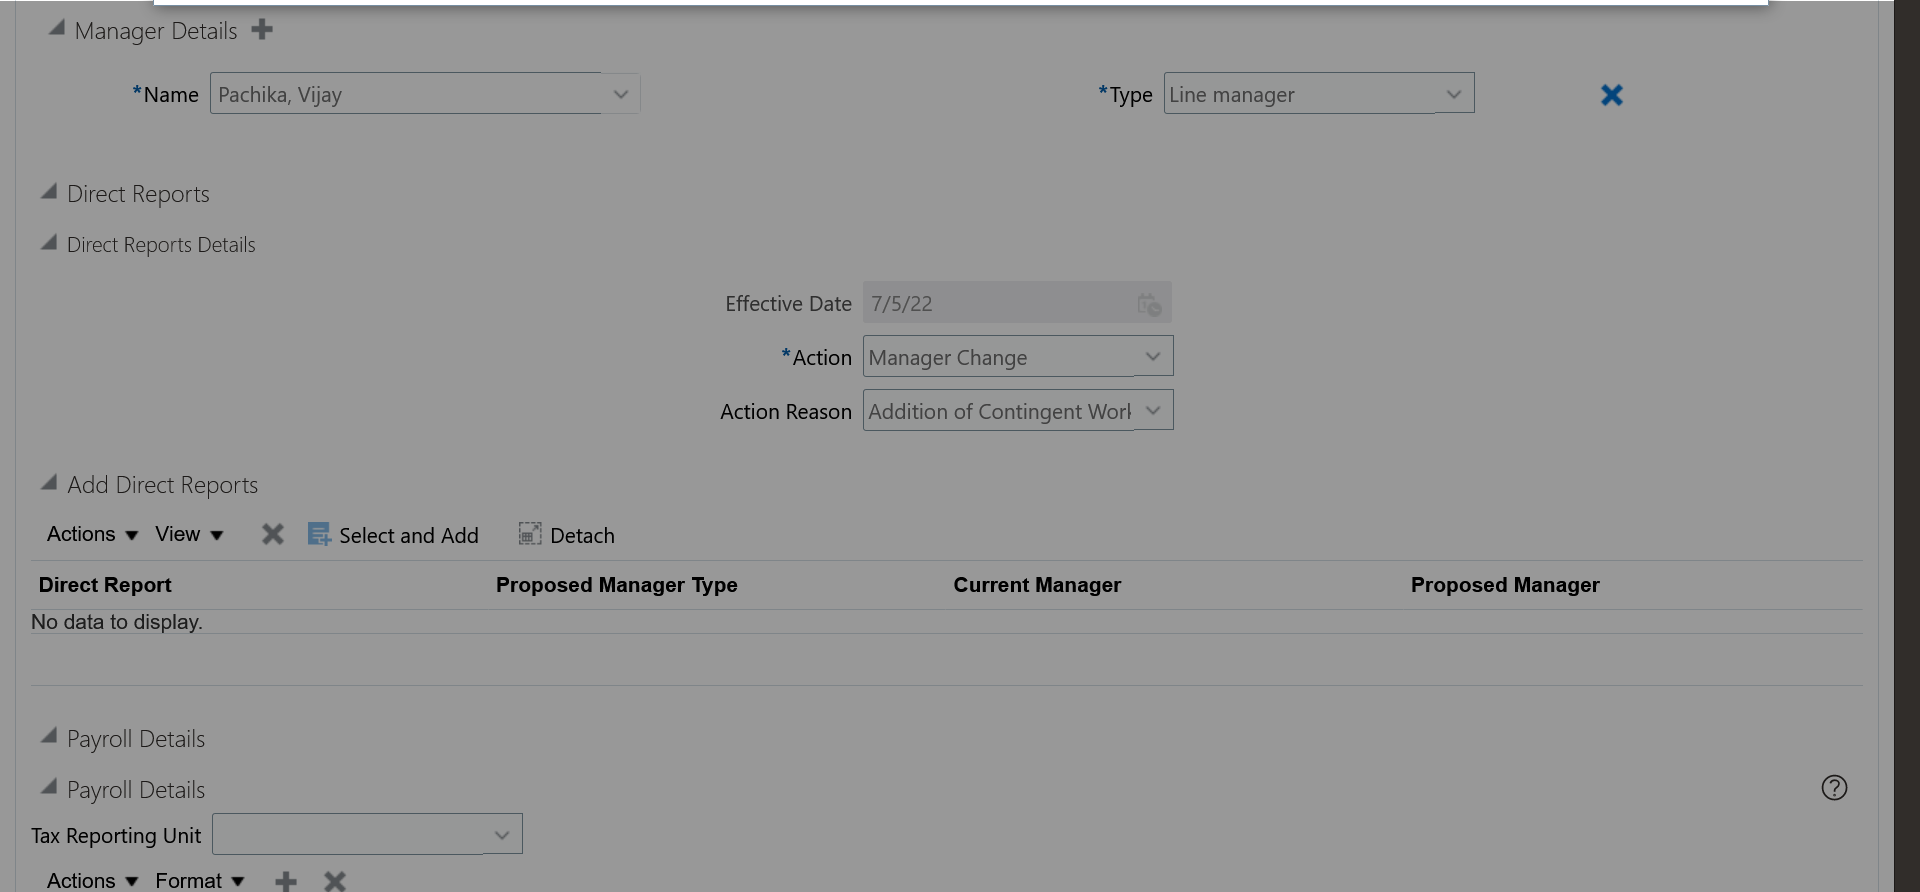 Manager Details
*Name Pachika, Vijay *Type Line manager
Direct Reports
Direct Reports Details
Effective Date 7/5/22
*Action Manager Change
Action Reason Addition of Contingent Work
Add Direct Reports
Actions View Select and Add Detach
Direct Report Proposed Manager Type Current Manager Proposed Manager
No data to display.
Payroll Details
Payroll Details ?
Tax Reporting Unit
Actions Format